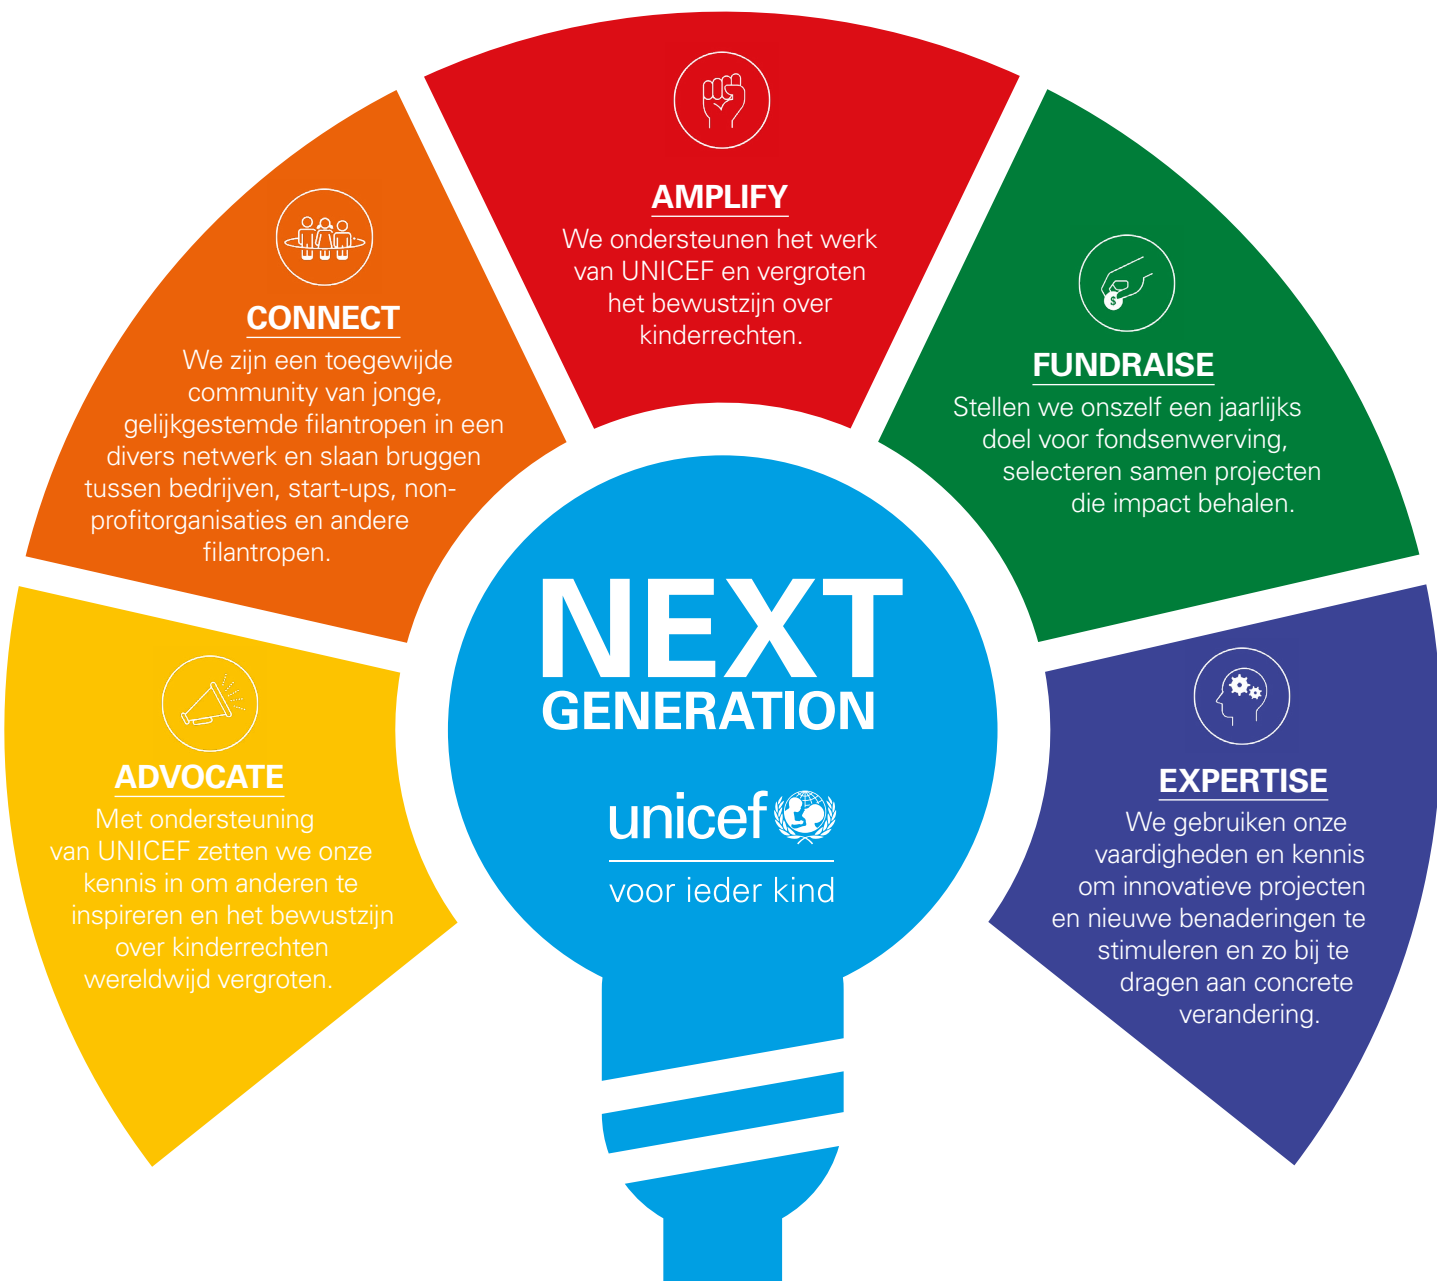 AMPLIFY
We ondersteunen het werk
van UNICEF en vergroten
het bewustzijn over
kinderrechten.
CONNECT
We zijn een toegewijde
community van jonge,
gelijkgestemde filantropen in een
divers netwerk en slaan bruggen
tussen bedrijven, start-ups, non-
profitorganisaties en andere
filantropen.
FUNDRAISE
Stellen we onszelf een jaarlijks
doel voor fondsenwerving,
selecteren samen projecten
die impact behalen.
ADVOCATE
Met ondersteuning
van UNICEF zetten we onze
kennis in om anderen te
inspireren en het bewustzijn
over kinderrechten
wereldwijd vergroten.
NEXT
GENERATION
unicef
voor ieder kind
EXPERTISE
We gebruiken onze
vaardigheden en kennis
om innovatieve projecten
en nieuwe benaderingen te
stimuleren en zo bij te
dragen aan concrete
verandering.
$